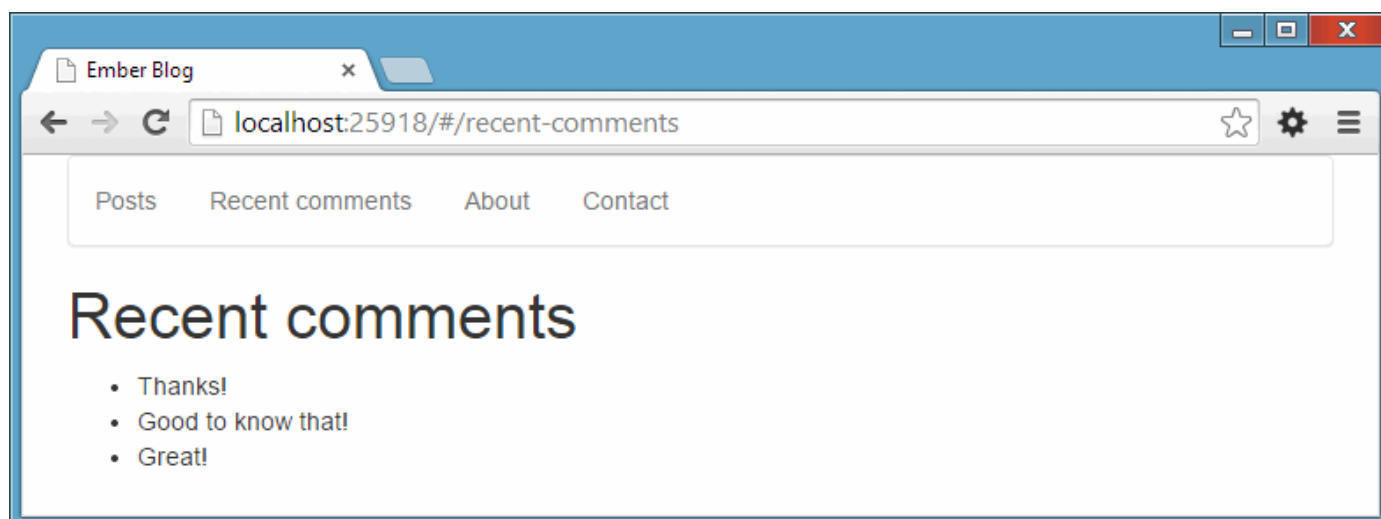 Ember Blog
localhost:25918/#/recent-comments
Posts Recent comments About Contact
Recent comments
• Thanks!
• Good to know that!
• Great!